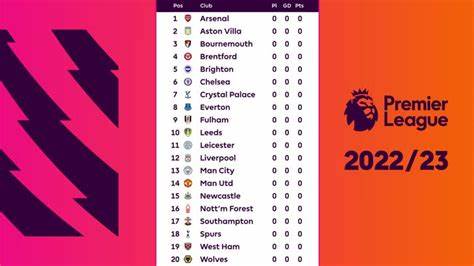 Pos Club Pl GD Pts
1 Arsenal 0 0 0
2 Aston Villa 0 0 0
3 Bournemouth 0 0 0
4 Brentford 0 0 0
5 Brighton 0 0 0
6 Chelsea 0 0 0
7 Crystal Palace 0 0 0
8 Everton 0 0 0
9 Fulham 0 0 0
10 Leeds 0 0 0
11 Leicester 0 0 0
12 Liverpool 0 0 0
13 Man City 0 0 0
14 Man Utd 0 0 0
15 Newcastle 0 0 0
16 Nott'm Forest 0 0 0
17 Southampton 0 0 0
18 Spurs 0 0 0
19 West Ham 0 0 0
20 Wolves 0 0 0
Premier
League
2022/23